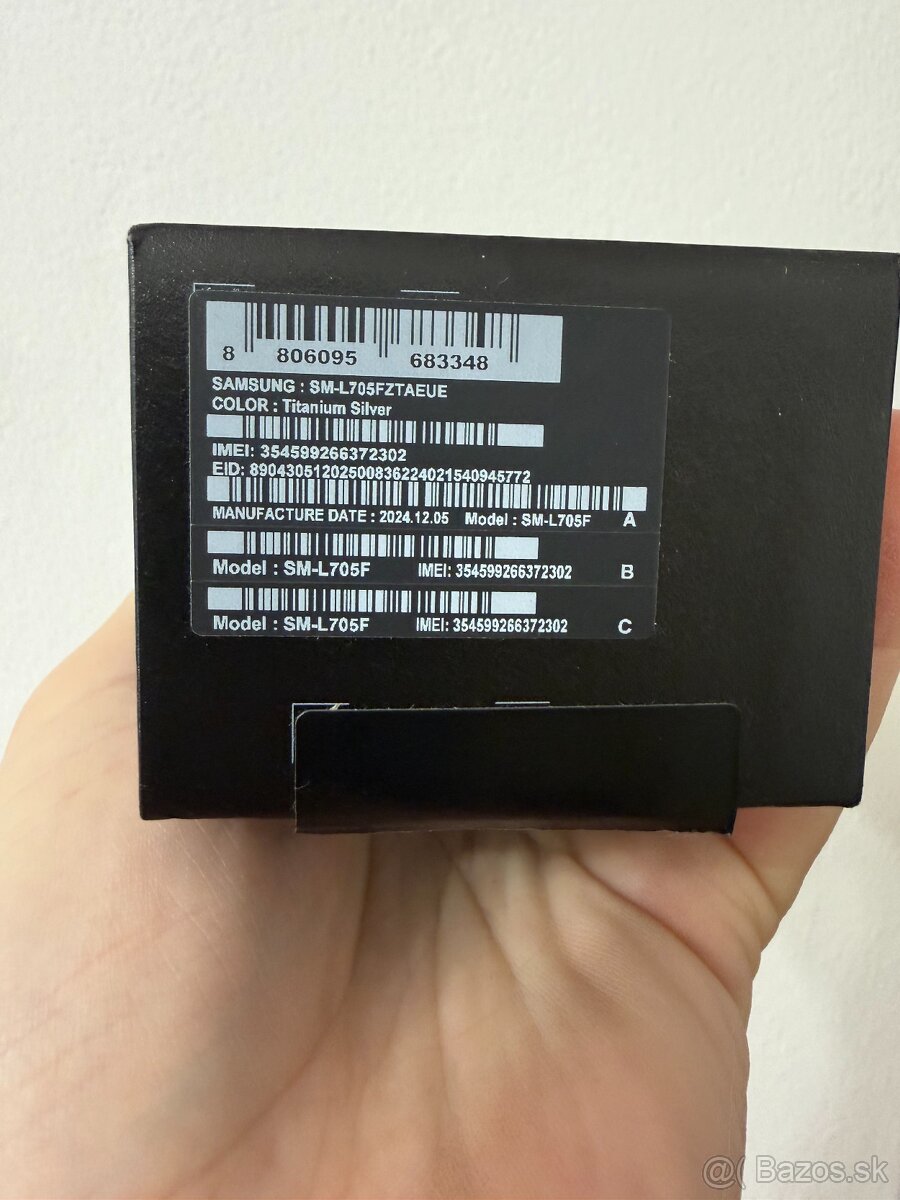 8 806095 683348
SAMSUNG : SM-L705FZTAEUE
COLOR : Titanium Silver
IMEI: 354599266372302
EID: 89043051202500836224021540945772
MANUFACTURE DATE : 2024.12.05 Model : SM-L705F A
Model : SM-L705F IMEI: 354599266372302 B
Model : SM-L705F IMEI: 354599266372302 C
@( Bazos.sk